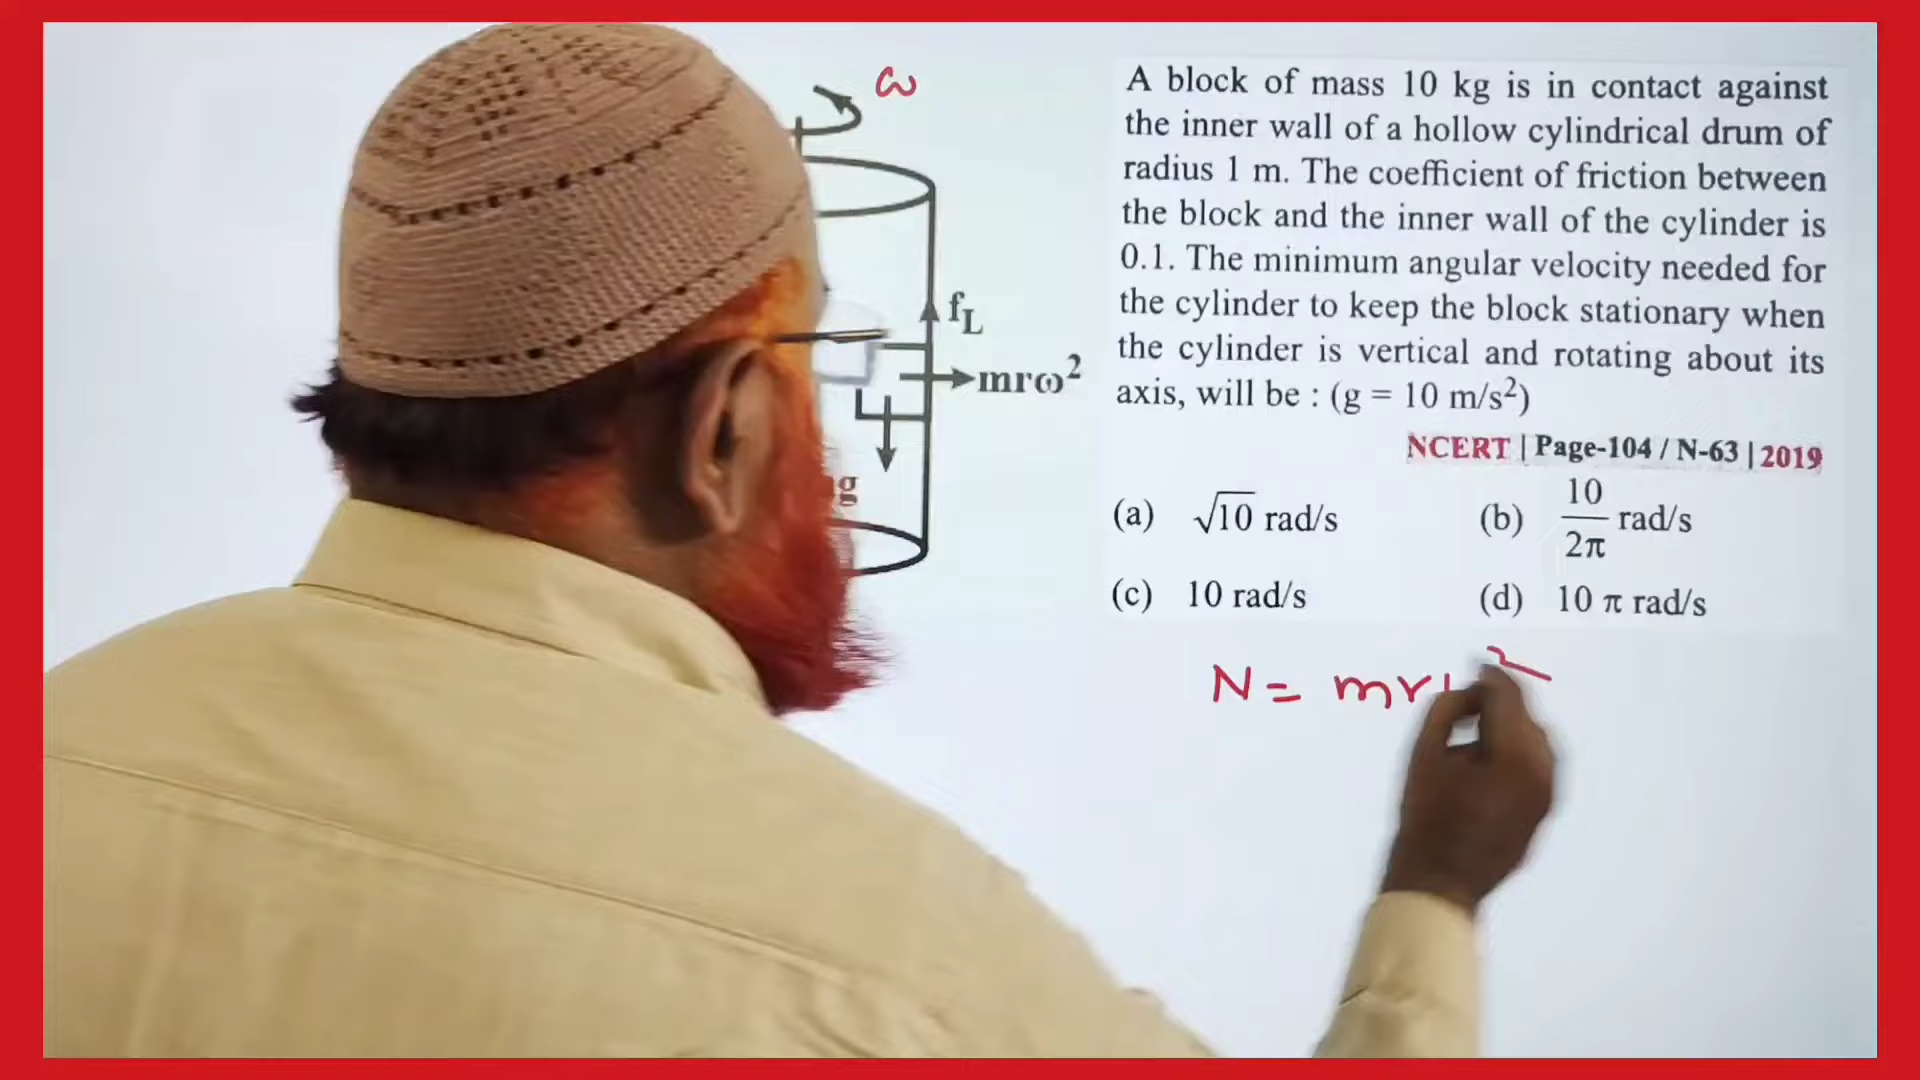 ω
f_L
mrω²
g
A block of mass 10 kg is in contact against
the inner wall of a hollow cylindrical drum of
radius 1 m. The coefficient of friction between
the block and the inner wall of the cylinder is
0.1. The minimum angular velocity needed for
the cylinder to keep the block stationary when
the cylinder is vertical and rotating about its
axis, will be : (g = 10 m/s²)
NCERT | Page-104 / N-63 | 2019
(a) √10 rad/s (b) 10/2π rad/s
(c) 10 rad/s (d) 10 π rad/s
N = mr